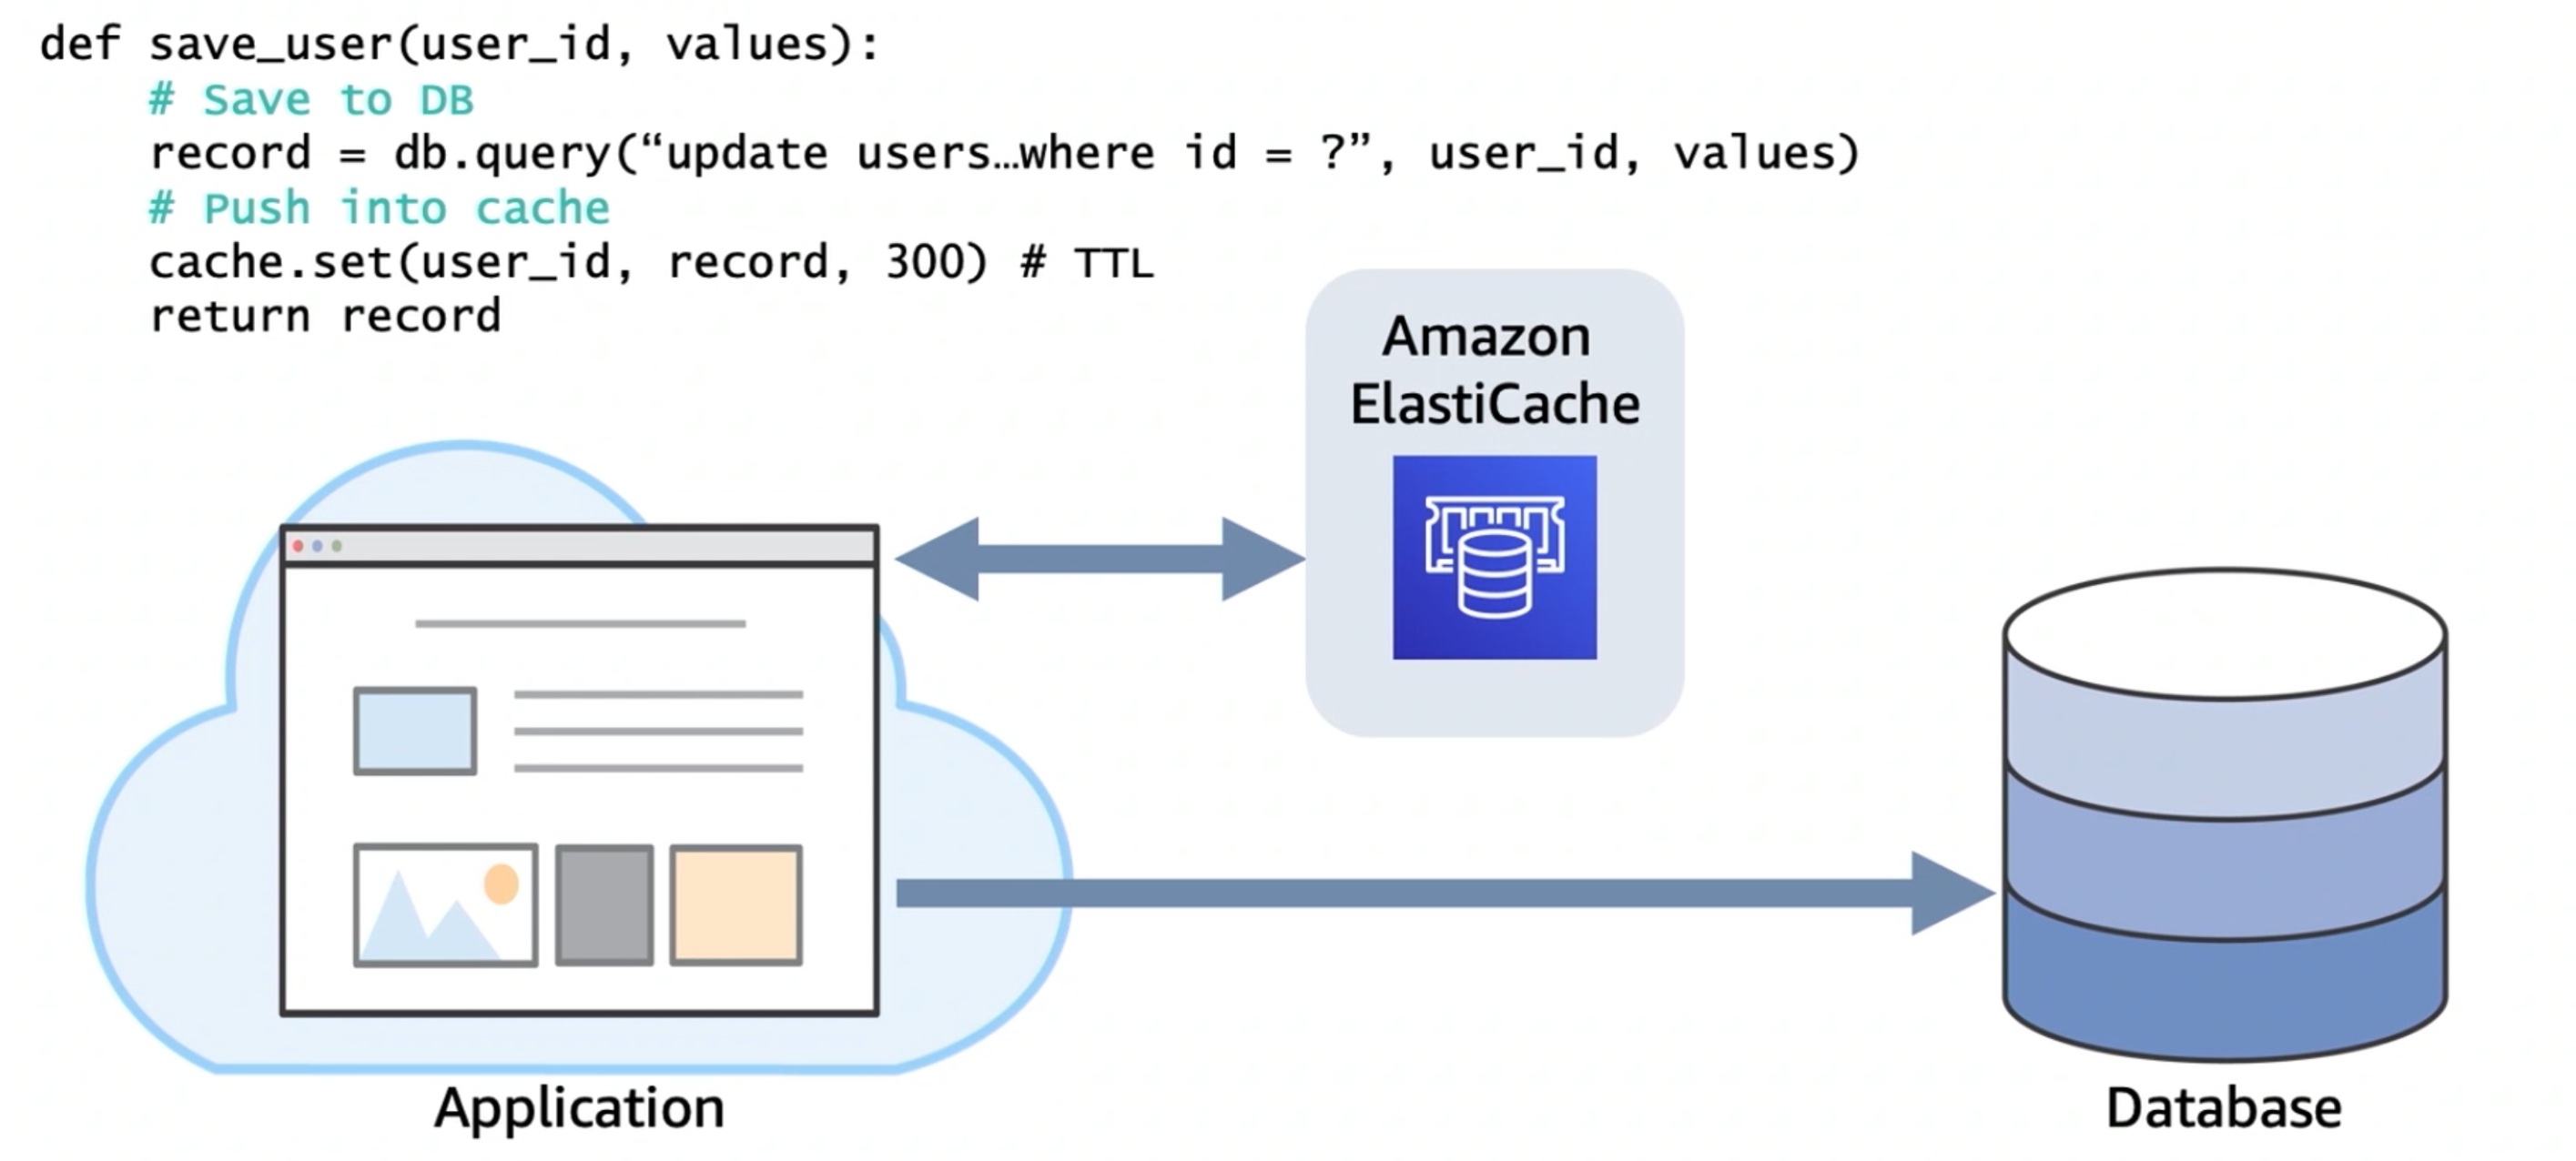 def save_user(user_id, values):
    # Save to DB
    record = db.query(“update users…where id = ?”, user_id, values)
    # Push into cache
    cache.set(user_id, record, 300) # TTL
    return record
Amazon
ElastiCache
Application
Database